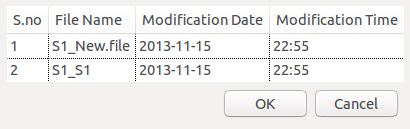 S.no File Name Modification Date Modification Time
1 S1_New.file 2013-11-15 22:55
2 S1_S1 2013-11-15 22:55
OK Cancel